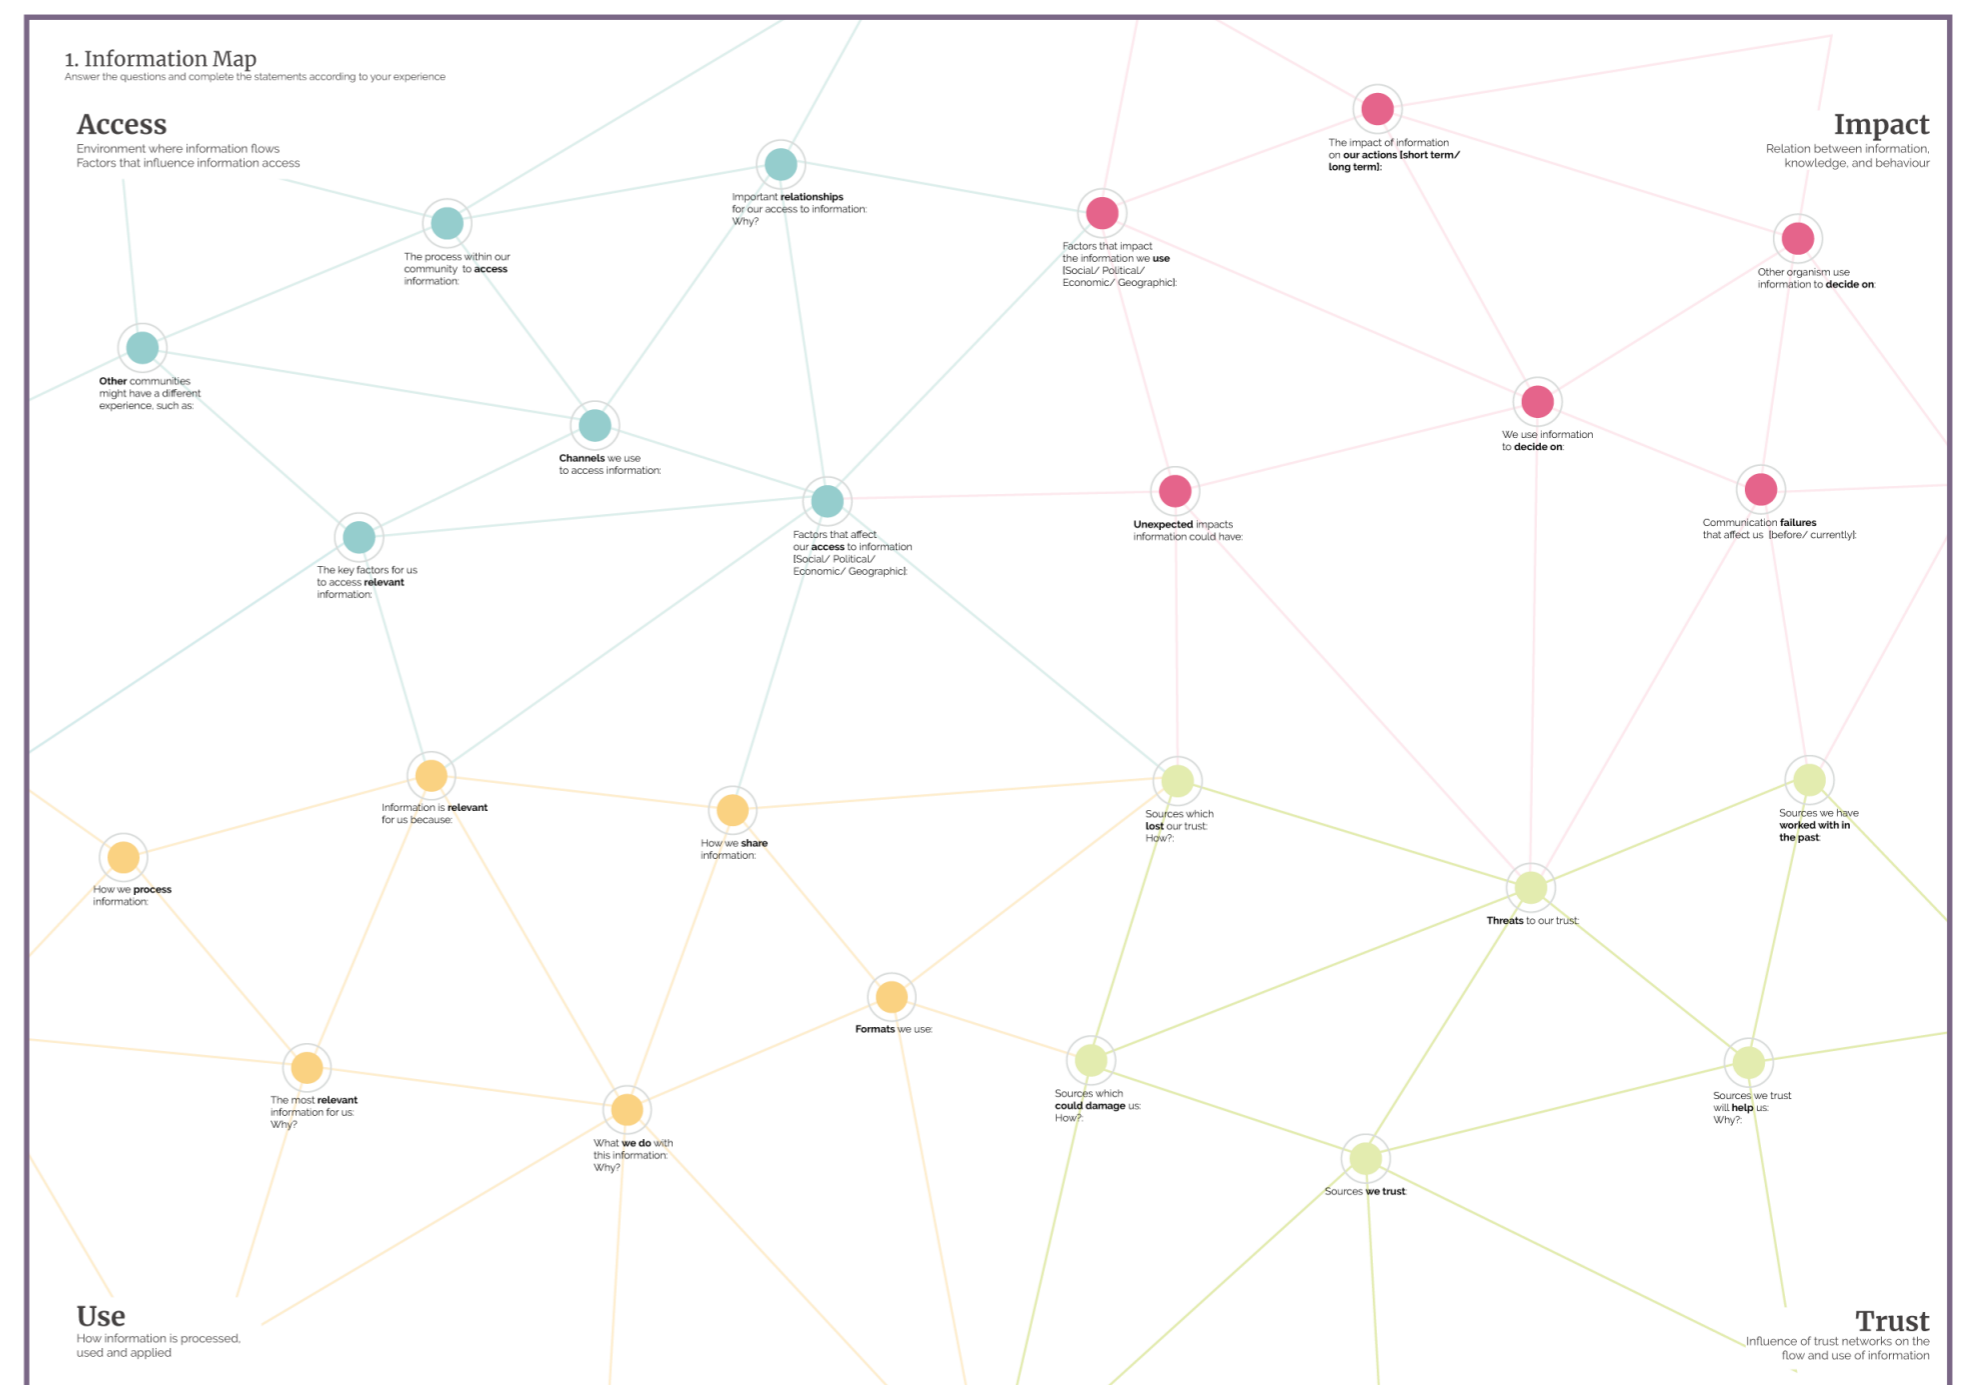 1. Information Map
Answer the questions and complete the statements according to your experience
Access
Environment where information flows
Factors that influence information access
Impact
Relation between information,
knowledge, and behaviour
The impact of information
on our actions [short term/
long term]:
Important relationships
for our access to information:
Why?
The process within our
community to access
information:
Factors that impact
the information we use
[Social/ Political/
Economic/ Geographic]:
Other organism use
information to decide on:
Other communities
might have a different
experience, such as:
Channels we use
to access information:
We use information
to decide on:
Factors that affect
our access to information
[Social/ Political/
Economic/ Geographic]:
Unexpected impacts
information could have:
Communication failures
that affect us [before/ currently]:
The key factors for us
to access relevant
information:
Information is relevant
for us because:
How we share
information:
Sources which
lost our trust:
How?:
Sources we have
worked with in
the past:
How we process
information:
Threats to our trust:
Formats we use:
The most relevant
information for us:
Why?
What we do with
this information:
Why?
Sources which
could damage us:
How?:
Sources we trust
will help us:
Why?:
Sources we trust:
Use
How information is processed,
used and applied
Trust
Influence of trust networks on the
flow and use of information